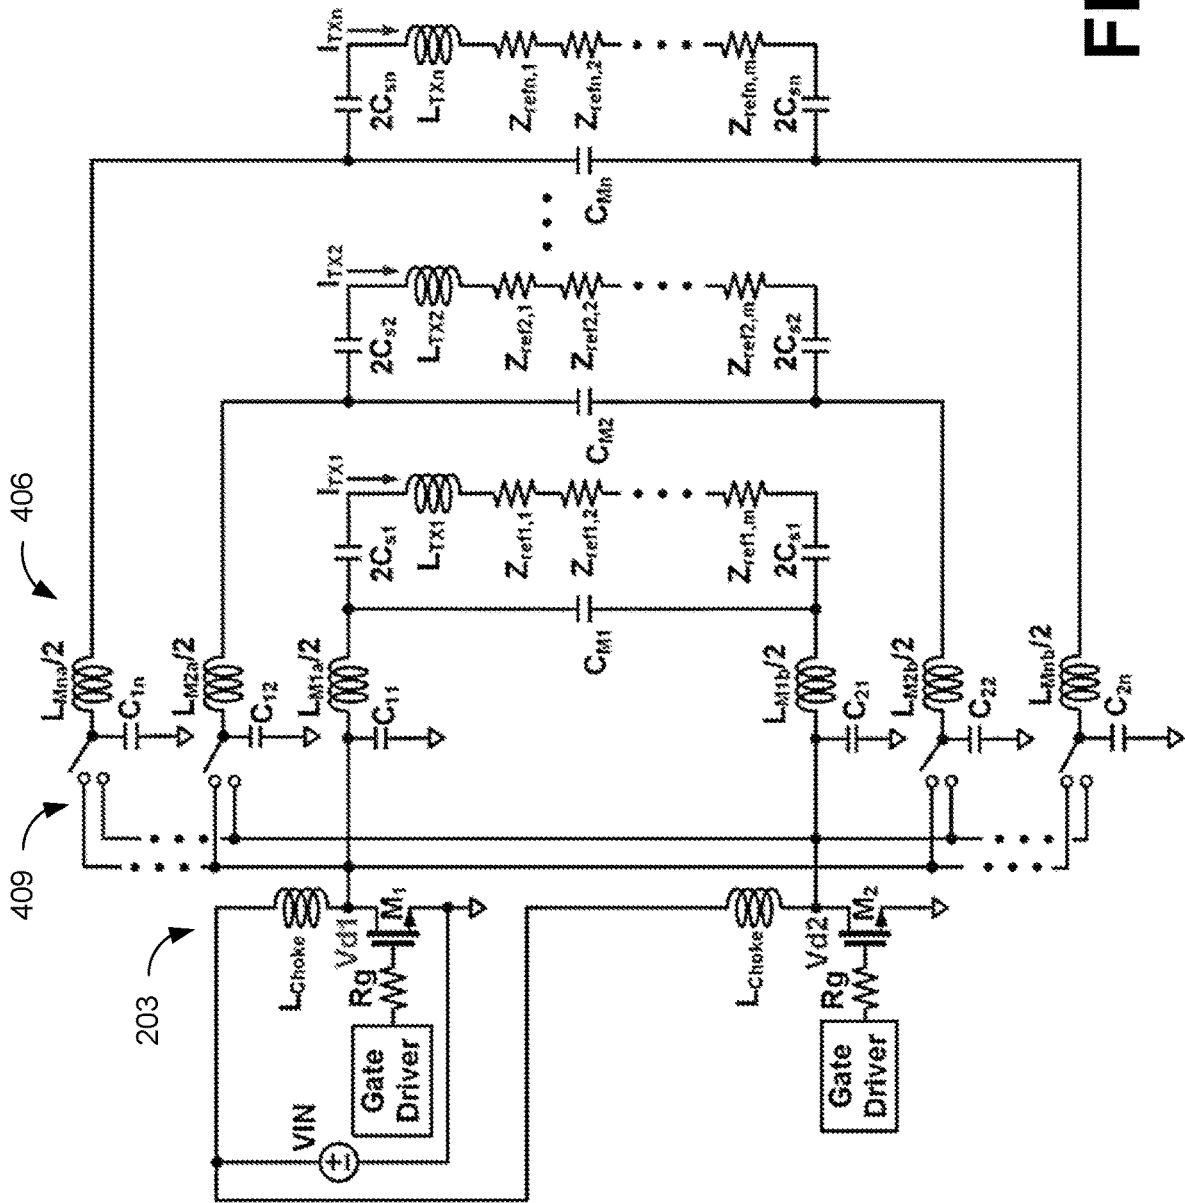 FI
406
409
203
L_Mna/2
C_1n
L_M2a/2
C_12
L_M1a/2
C_11
L_M1b/2
C_21
L_M2b/2
C_22
L_Mnb/2
C_2n
I_TX1
2C_s1
L_TX1
Z_ref1,1
Z_ref1,2
Z_ref1,m
2C_s1
C_M1
I_TX2
2C_s2
L_TX2
Z_ref2,1
Z_ref2,2
Z_ref2,m
2C_s2
C_M2
I_TXn
2C_sn
L_TXn
Z_refn,1
Z_refn,2
Z_refn,m
2C_sn
C_Mn
VIN
L_Choke
Vd1
M_1
Rg
Gate
Driver
L_Choke
Vd2
M_2
Rg
Gate
Driver